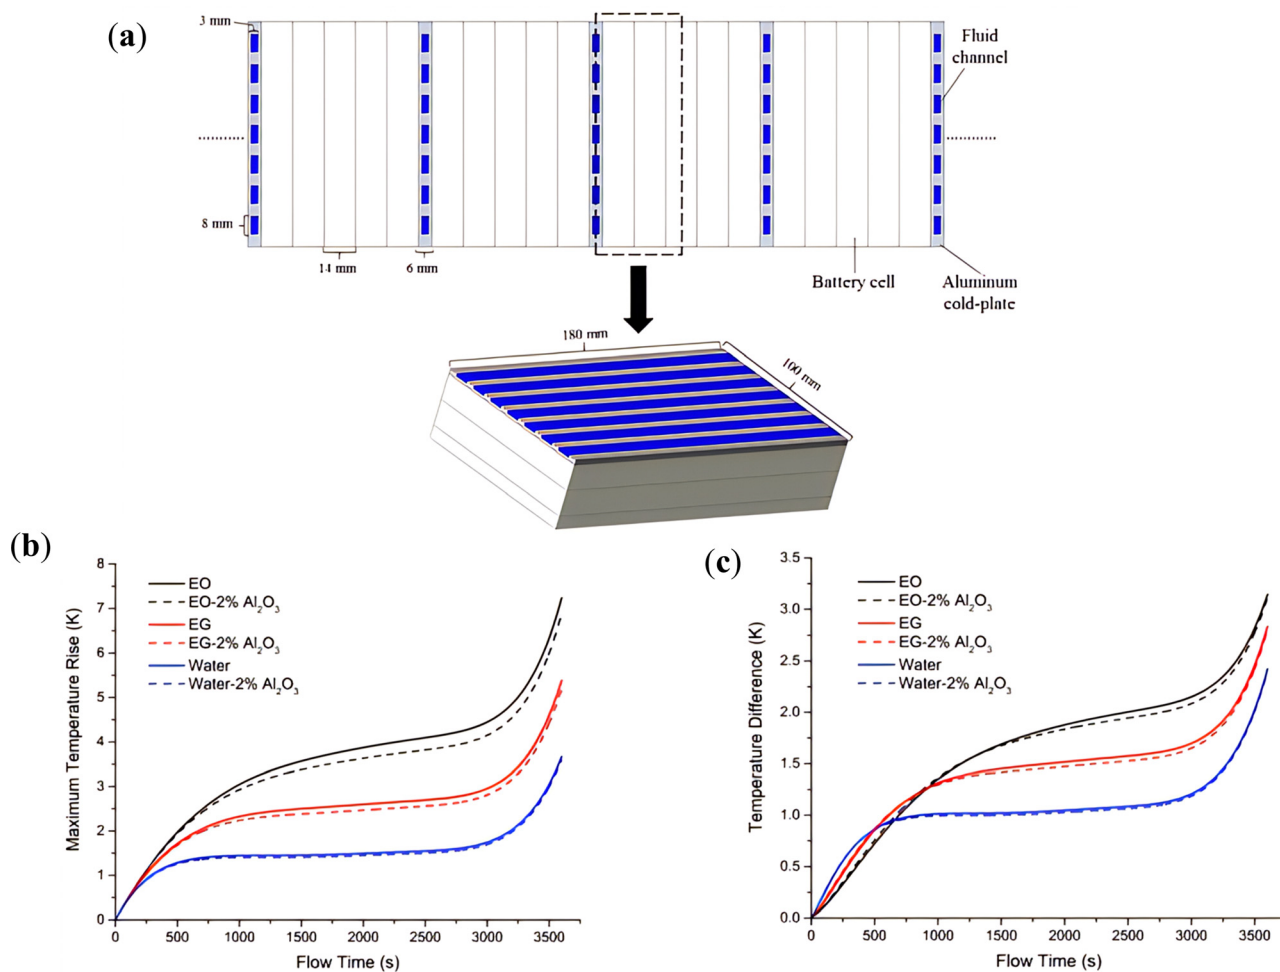 (a)
3 mm
Fluid
channel
8 mm
14 mm
6 mm
Battery cell
Aluminum
cold-plate
180 mm
100 mm
(b)
8
7
6
5
4
3
2
1
0
Maximum Temperature Rise (K)
EO
EO-2% Al₂O₃
EG
EG-2% Al₂O₃
Water
Water-2% Al₂O₃
0 500 1000 1500 2000 2500 3000 3500
Flow Time (s)
(c)
3.5
3.0
2.5
2.0
1.5
1.0
0.5
0.0
Temperature Difference (K)
EO
EO-2% Al₂O₃
EG
EG-2% Al₂O₃
Water
Water-2% Al₂O₃
0 500 1000 1500 2000 2500 3000 3500
Flow Time (s)